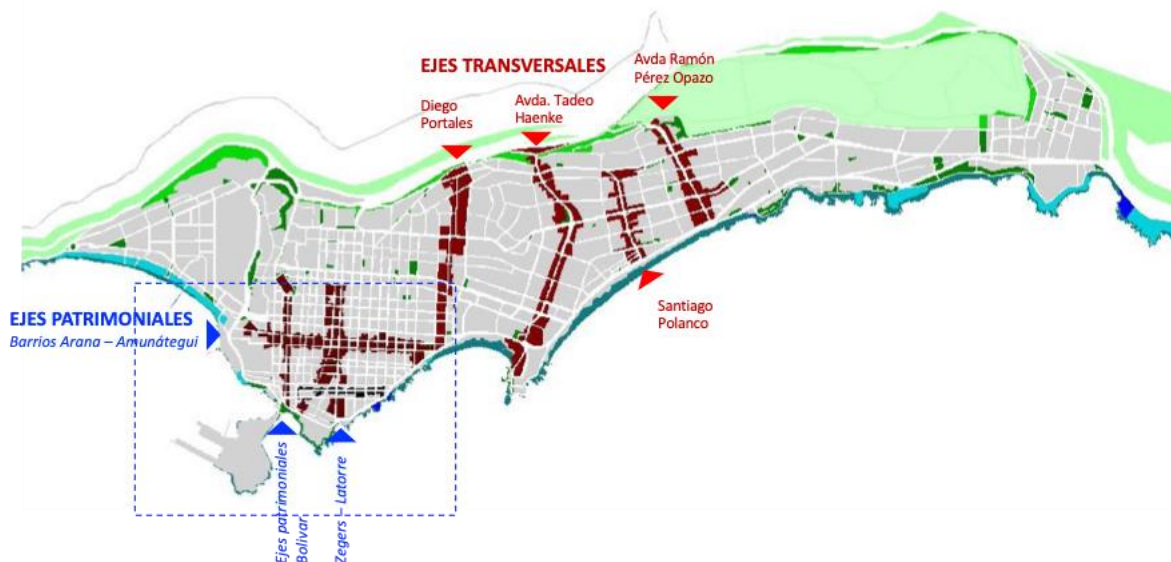 EJES TRANSVERSALES
Diego
Portales
Avda. Tadeo
Haenke
Avda Ramón
Pérez Opazo
Santiago
Polanco
EJES PATRIMONIALES
Barrios Arana – Amunátegui
Ejes patrimoniales
Bolivar
Zegers – Latorre